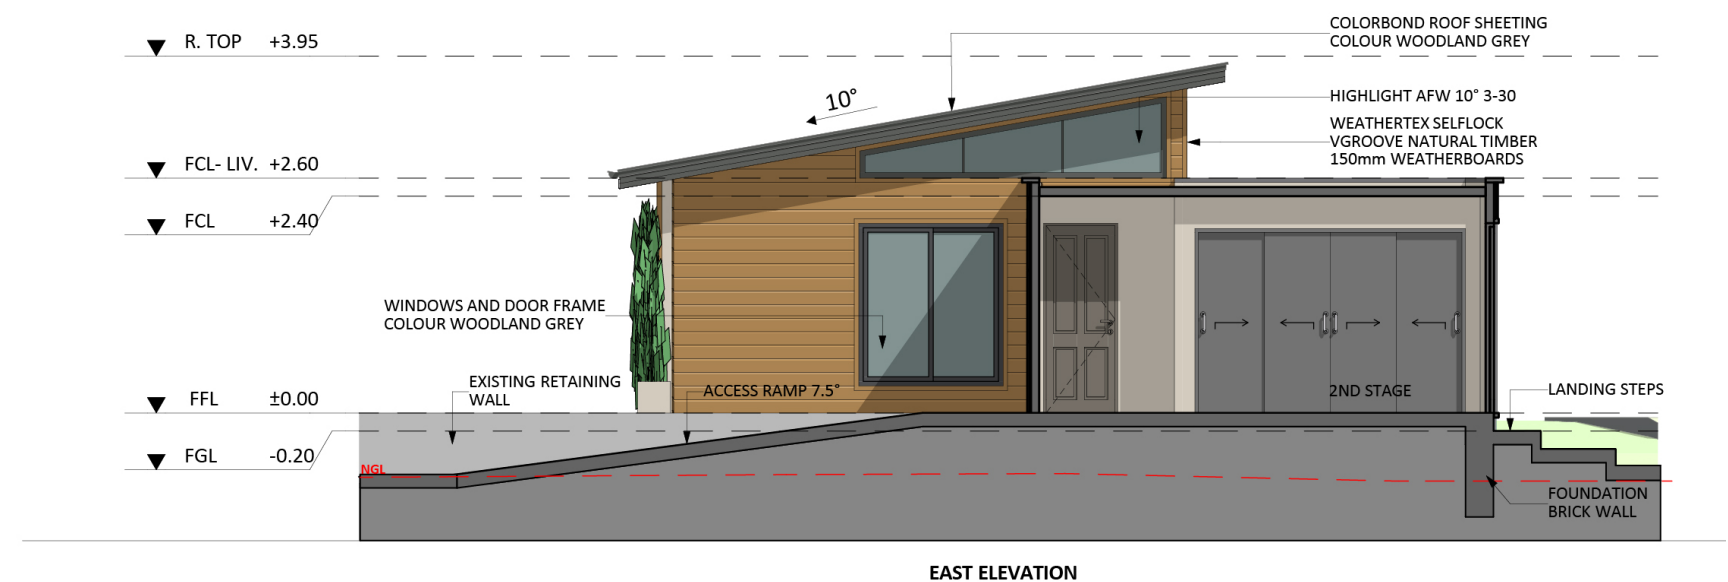 COLORBOND ROOF SHEETING
COLOUR WOODLAND GREY
R. TOP +3.95
10°
HIGHLIGHT AFW 10° 3-30
WEATHERTEX SELFLOCK
VGROOVE NATURAL TIMBER
150mm WEATHERBOARDS
FCL- LIV. +2.60
FCL +2.40
WINDOWS AND DOOR FRAME
COLOUR WOODLAND GREY
EXISTING RETAINING
WALL
ACCESS RAMP 7.5°
2ND STAGE
LANDING STEPS
FFL ±0.00
FGL -0.20
NGL
FOUNDATION
BRICK WALL
EAST ELEVATION